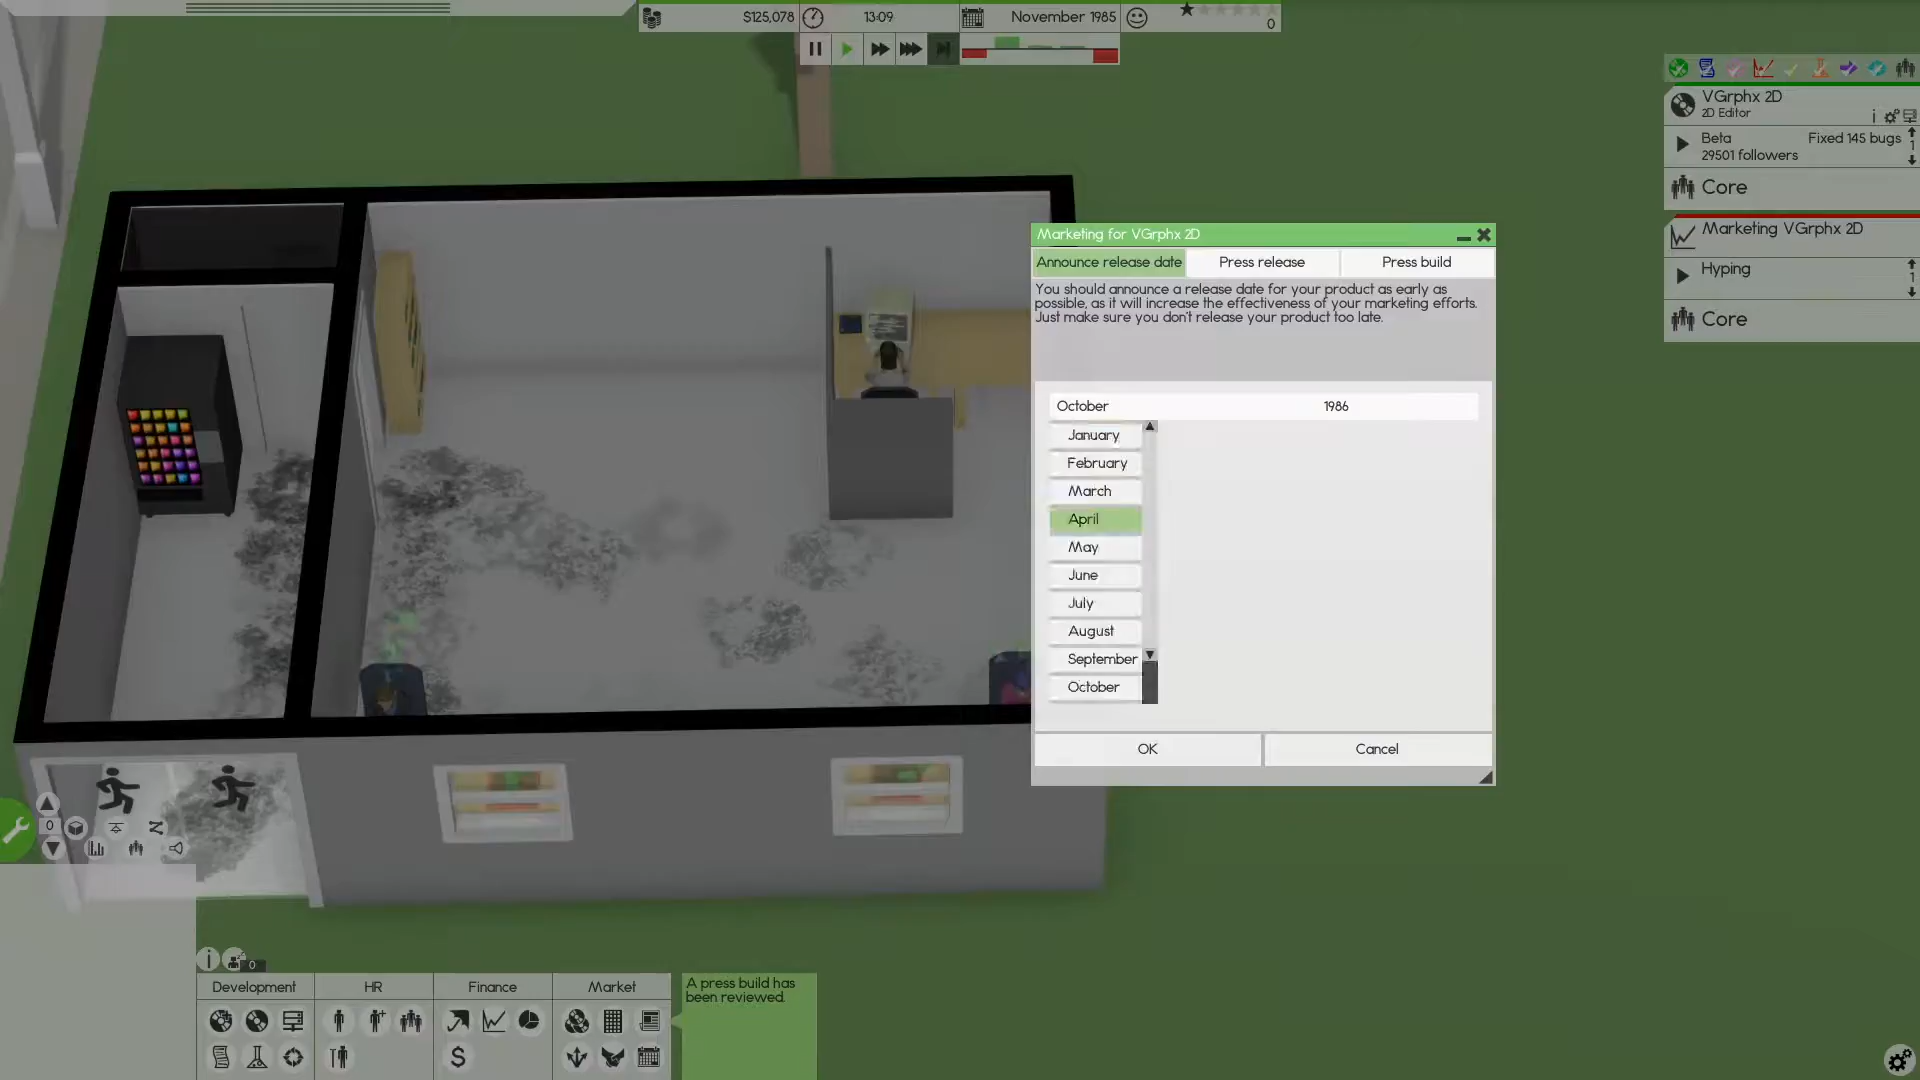 $125,078
13:09
November 1985
0
VGrphx 2D
2D Editor
Beta
Fixed 145 bugs
29501 followers
1
Core
Marketing VGrphx 2D
Hyping
1
Core
Marketing for VGrphx 2D
Announce release date
Press release
Press build
You should announce a release date for your product as early as
possible, as it will increase the effectiveness of your marketing efforts.
Just make sure you don't release your product too late.
October
1986
January
February
March
April
May
June
July
August
September
October
OK
Cancel
0
0
Development
HR
Finance
Market
A press build has
been reviewed.